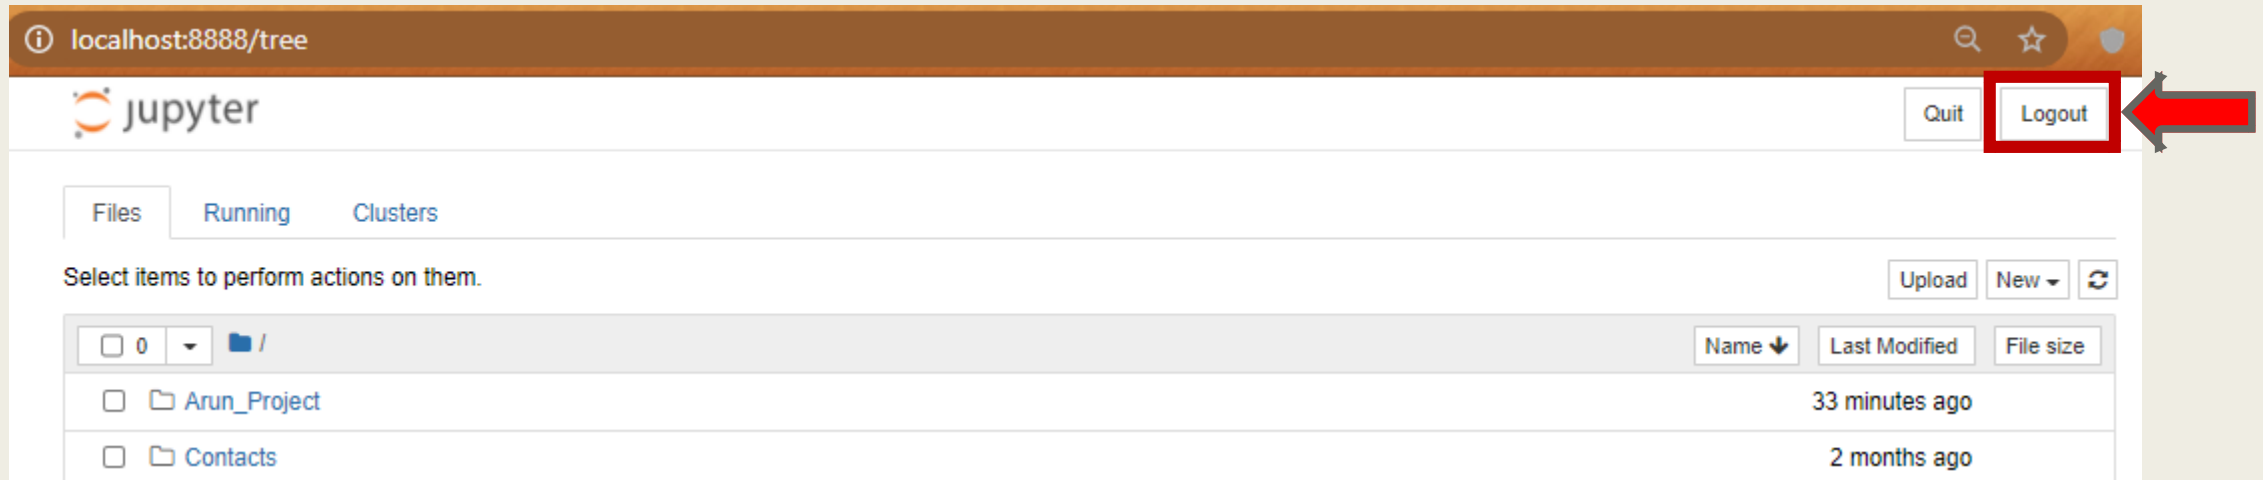 localhost:8888/tree
jupyter
Quit
Logout
Files
Running
Clusters
Select items to perform actions on them.
Upload
New
0
/
Name
Last Modified
File size
Arun_Project
33 minutes ago
Contacts
2 months ago